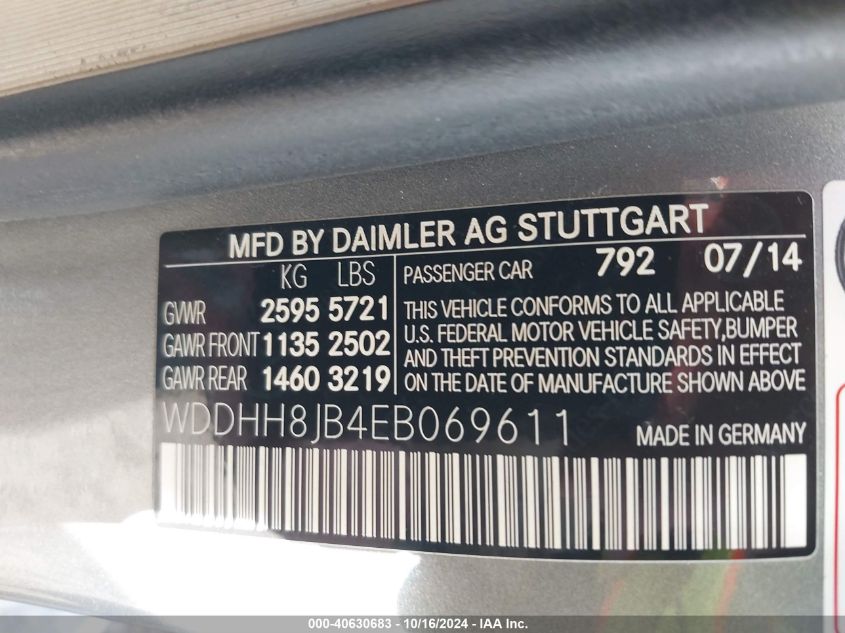 MFD BY DAIMLER AG STUTTGART
KG LBS
GVWR 2595 5721
GAWR FRONT 1135 2502
GAWR REAR 1460 3219
PASSENGER CAR 792 07/14
THIS VEHICLE CONFORMS TO ALL APPLICABLE
U.S. FEDERAL MOTOR VEHICLE SAFETY,BUMPER
AND THEFT PREVENTION STANDARDS IN EFFECT
ON THE DATE OF MANUFACTURE SHOWN ABOVE
WDDHH8JB4EB069611
MADE IN GERMANY
000-40630683 - 10/16/2024 - IAA Inc.